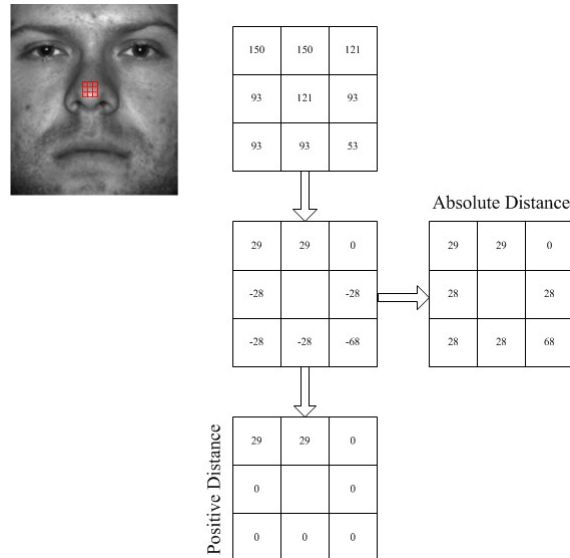 150 150 121
93 121 93
93 93 53
Absolute Distance
29 29 0
-28 -28
-28 -28 -68
29 29 0
28 28
28 28 68
Positive Distance
29 29 0
0 0
0 0 0